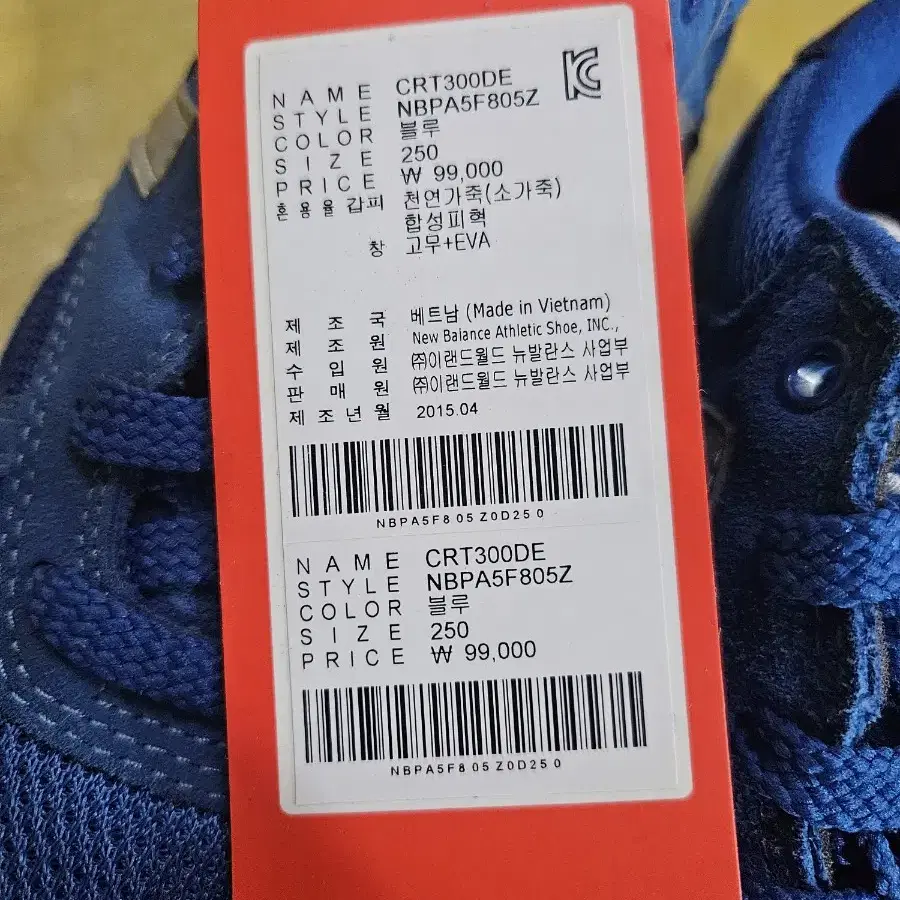 NAME CRT300DE
STYLE NBPA5F805Z
COLOR 블루
SIZE 250
PRICE ₩ 99,000
혼용율 갑피 천연가죽(소가죽)
합성피혁
창 고무+EVA
제조국 베트남 (Made in Vietnam)
제조원 New Balance Athletic Shoe, INC.,
수입원 ㈜이랜드월드 뉴발란스 사업부
판매원 ㈜이랜드월드 뉴발란스 사업부
제조년월 2015.04
NBPA5F805Z0D250
NAME CRT300DE
STYLE NBPA5F805Z
COLOR 블루
SIZE 250
PRICE ₩ 99,000
NBPA5F805Z0D250